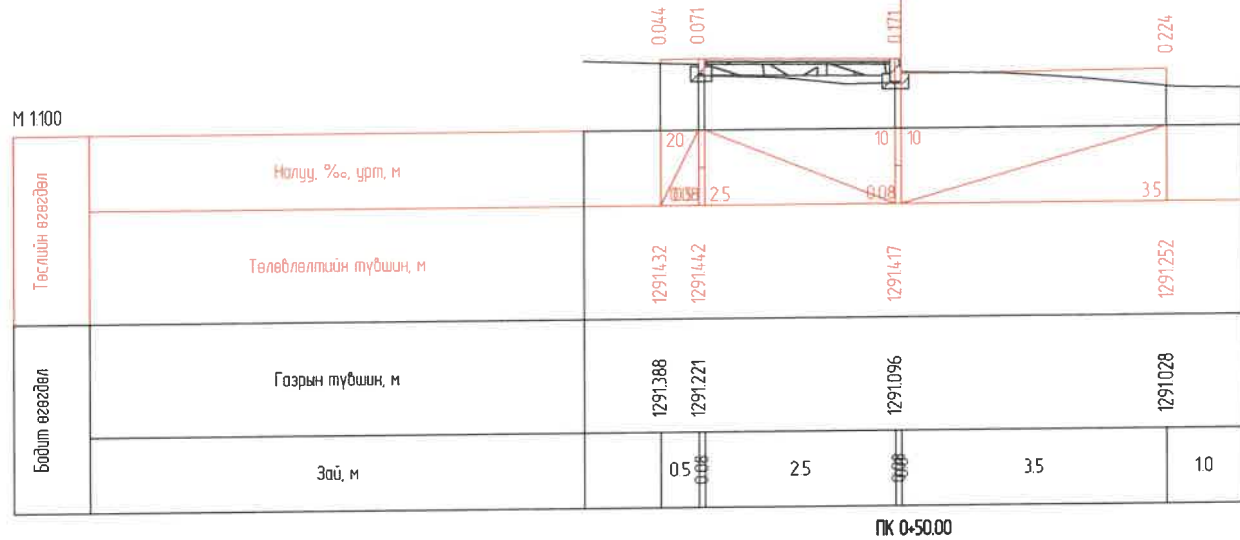 0.044 0.071 0.171 0.224
М 1:100
Төслийн өгөгдөл
Налуу, ‰, урт, м
20 10 10
2.5 0.08 3.5
Төлөвлөлтийн түвшин, м
1291.432 1291.442 1291.417 1291.252
Бодит өгөгдөл
Газрын түвшин, м
1291.388 1291.221 1291.096 1291.028
Зай, м
0.5 0.08 2.5 3.5 1.0
ПК 0+50.00